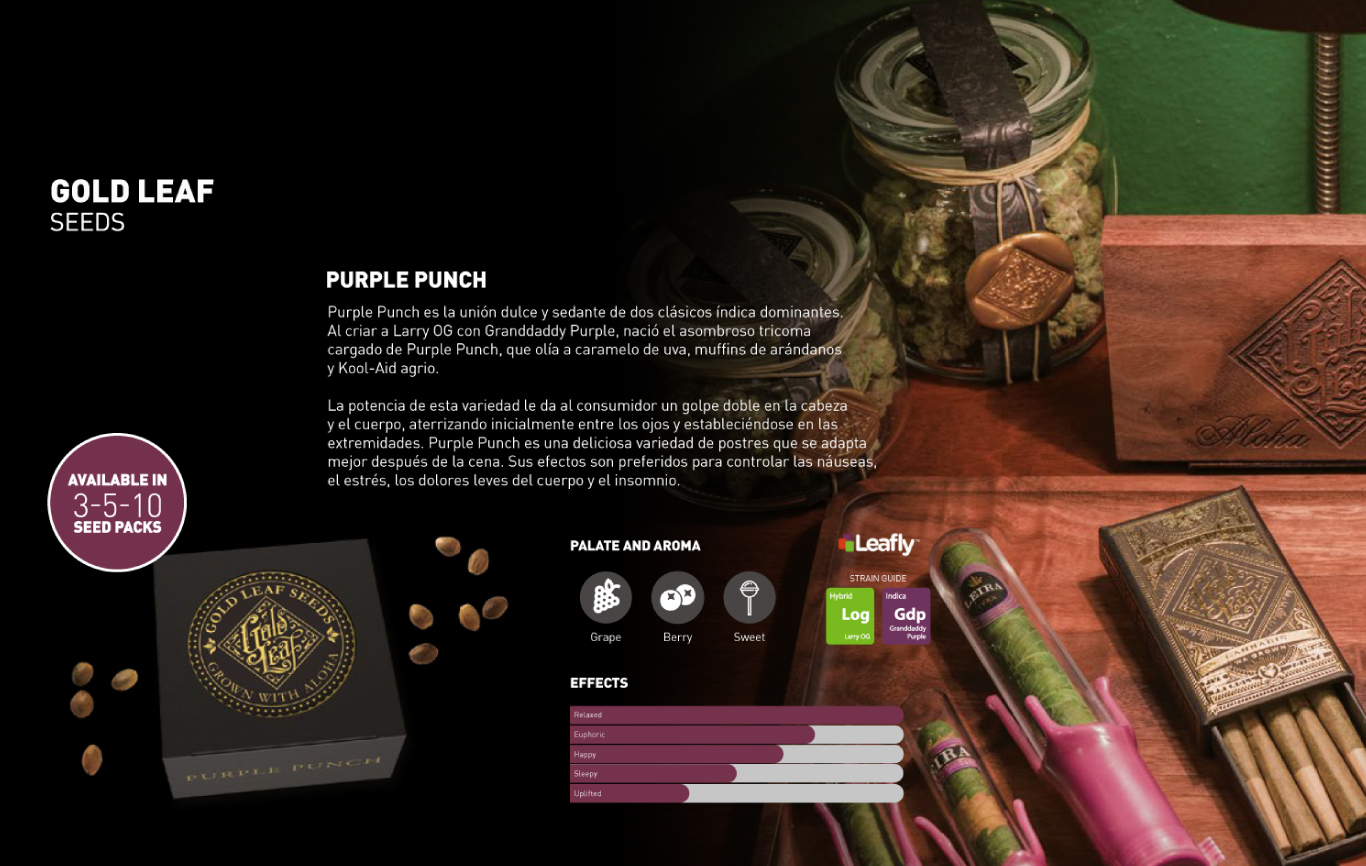 GOLD LEAF
SEEDS
PURPLE PUNCH
Purple Punch es la unión dulce y sedante de dos clásicos índica dominantes.
Al criar a Larry OG con Granddaddy Purple, nació el asombroso tricoma
cargado de Purple Punch, que olía a caramelo de uva, muffins de arándanos
y Kool-Aid agrio.
La potencia de esta variedad le da al consumidor un golpe doble en la cabeza
y el cuerpo, aterrizando inicialmente entre los ojos y estableciéndose en las
extremidades. Purple Punch es una deliciosa variedad de postres que se adapta
mejor después de la cena. Sus efectos son preferidos para controlar las náuseas,
el estrés, los dolores leves del cuerpo y el insomnio.
AVAILABLE IN
3-5-10
SEED PACKS
GOLD LEAF SEEDS
Gold
Leaf
GROWN WITH ALOHA
PURPLE PUNCH
PALATE AND AROMA
Grape
Berry
Sweet
Leafly™
STRAIN GUIDE
Hybrid
Log
Larry OG
Indica
Gdp
Granddaddy
Purple
EFFECTS
Relaxed
Euphoric
Happy
Sleepy
Uplifted
Aloha
LEIRA